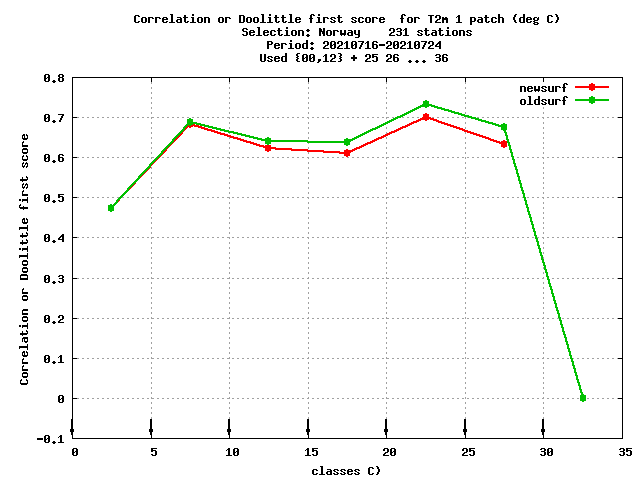 Correlation or Doolittle first score  for T2m 1 patch (deg C)
Selection: Norway    231 stations
Period: 20210716-20210724
Used {00,12} + 25 26 ... 36
newsurf
oldsurf
Correlation or Doolittle first score
0.8
0.7
0.6
0.5
0.4
0.3
0.2
0.1
0
-0.1
0 5 10 15 20 25 30 35
classes C)